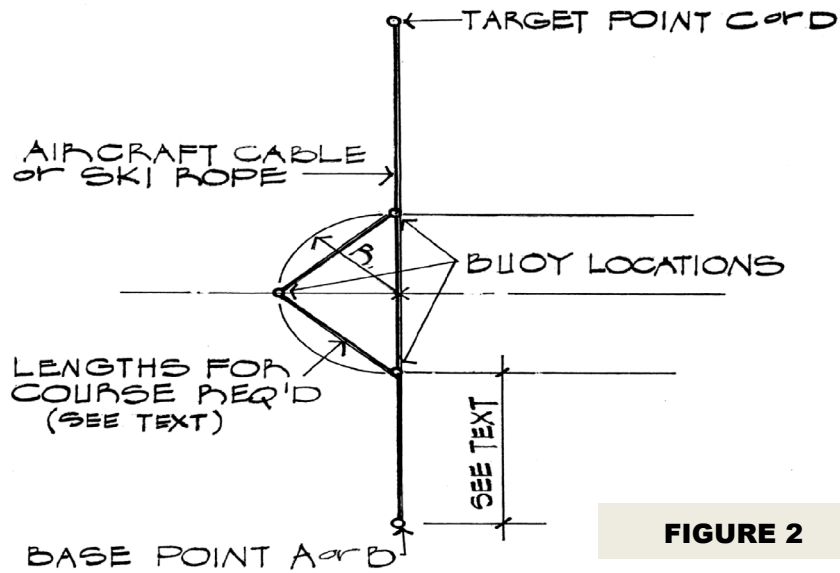 TARGET POINT C or D
AIRCRAFT CABLE
or SKI ROPE
R.
BUOY LOCATIONS
LENGTHS FOR
COURSE REQ'D
(SEE TEXT)
SEE TEXT
FIGURE 2
BASE POINT A or B